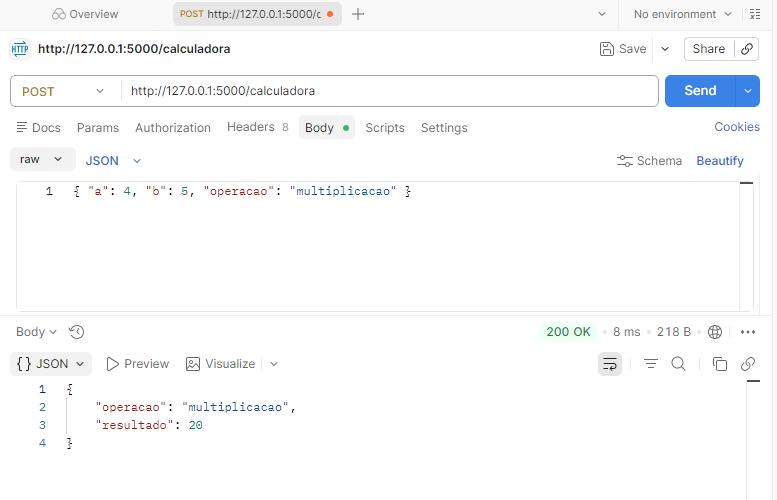 Overview
POST http://127.0.0.1:5000/c
No environment
HTTP http://127.0.0.1:5000/calculadora
Save
Share
POST
http://127.0.0.1:5000/calculadora
Send
Docs Params Authorization Headers 8 Body Scripts Settings
Cookies
raw JSON
Schema Beautify
1 { "a": 4, "b": 5, "operacao": "multiplicacao" }
Body
200 OK • 8 ms • 218 B
{} JSON Preview Visualize
1 {
2 "operacao": "multiplicacao",
3 "resultado": 20
4 }